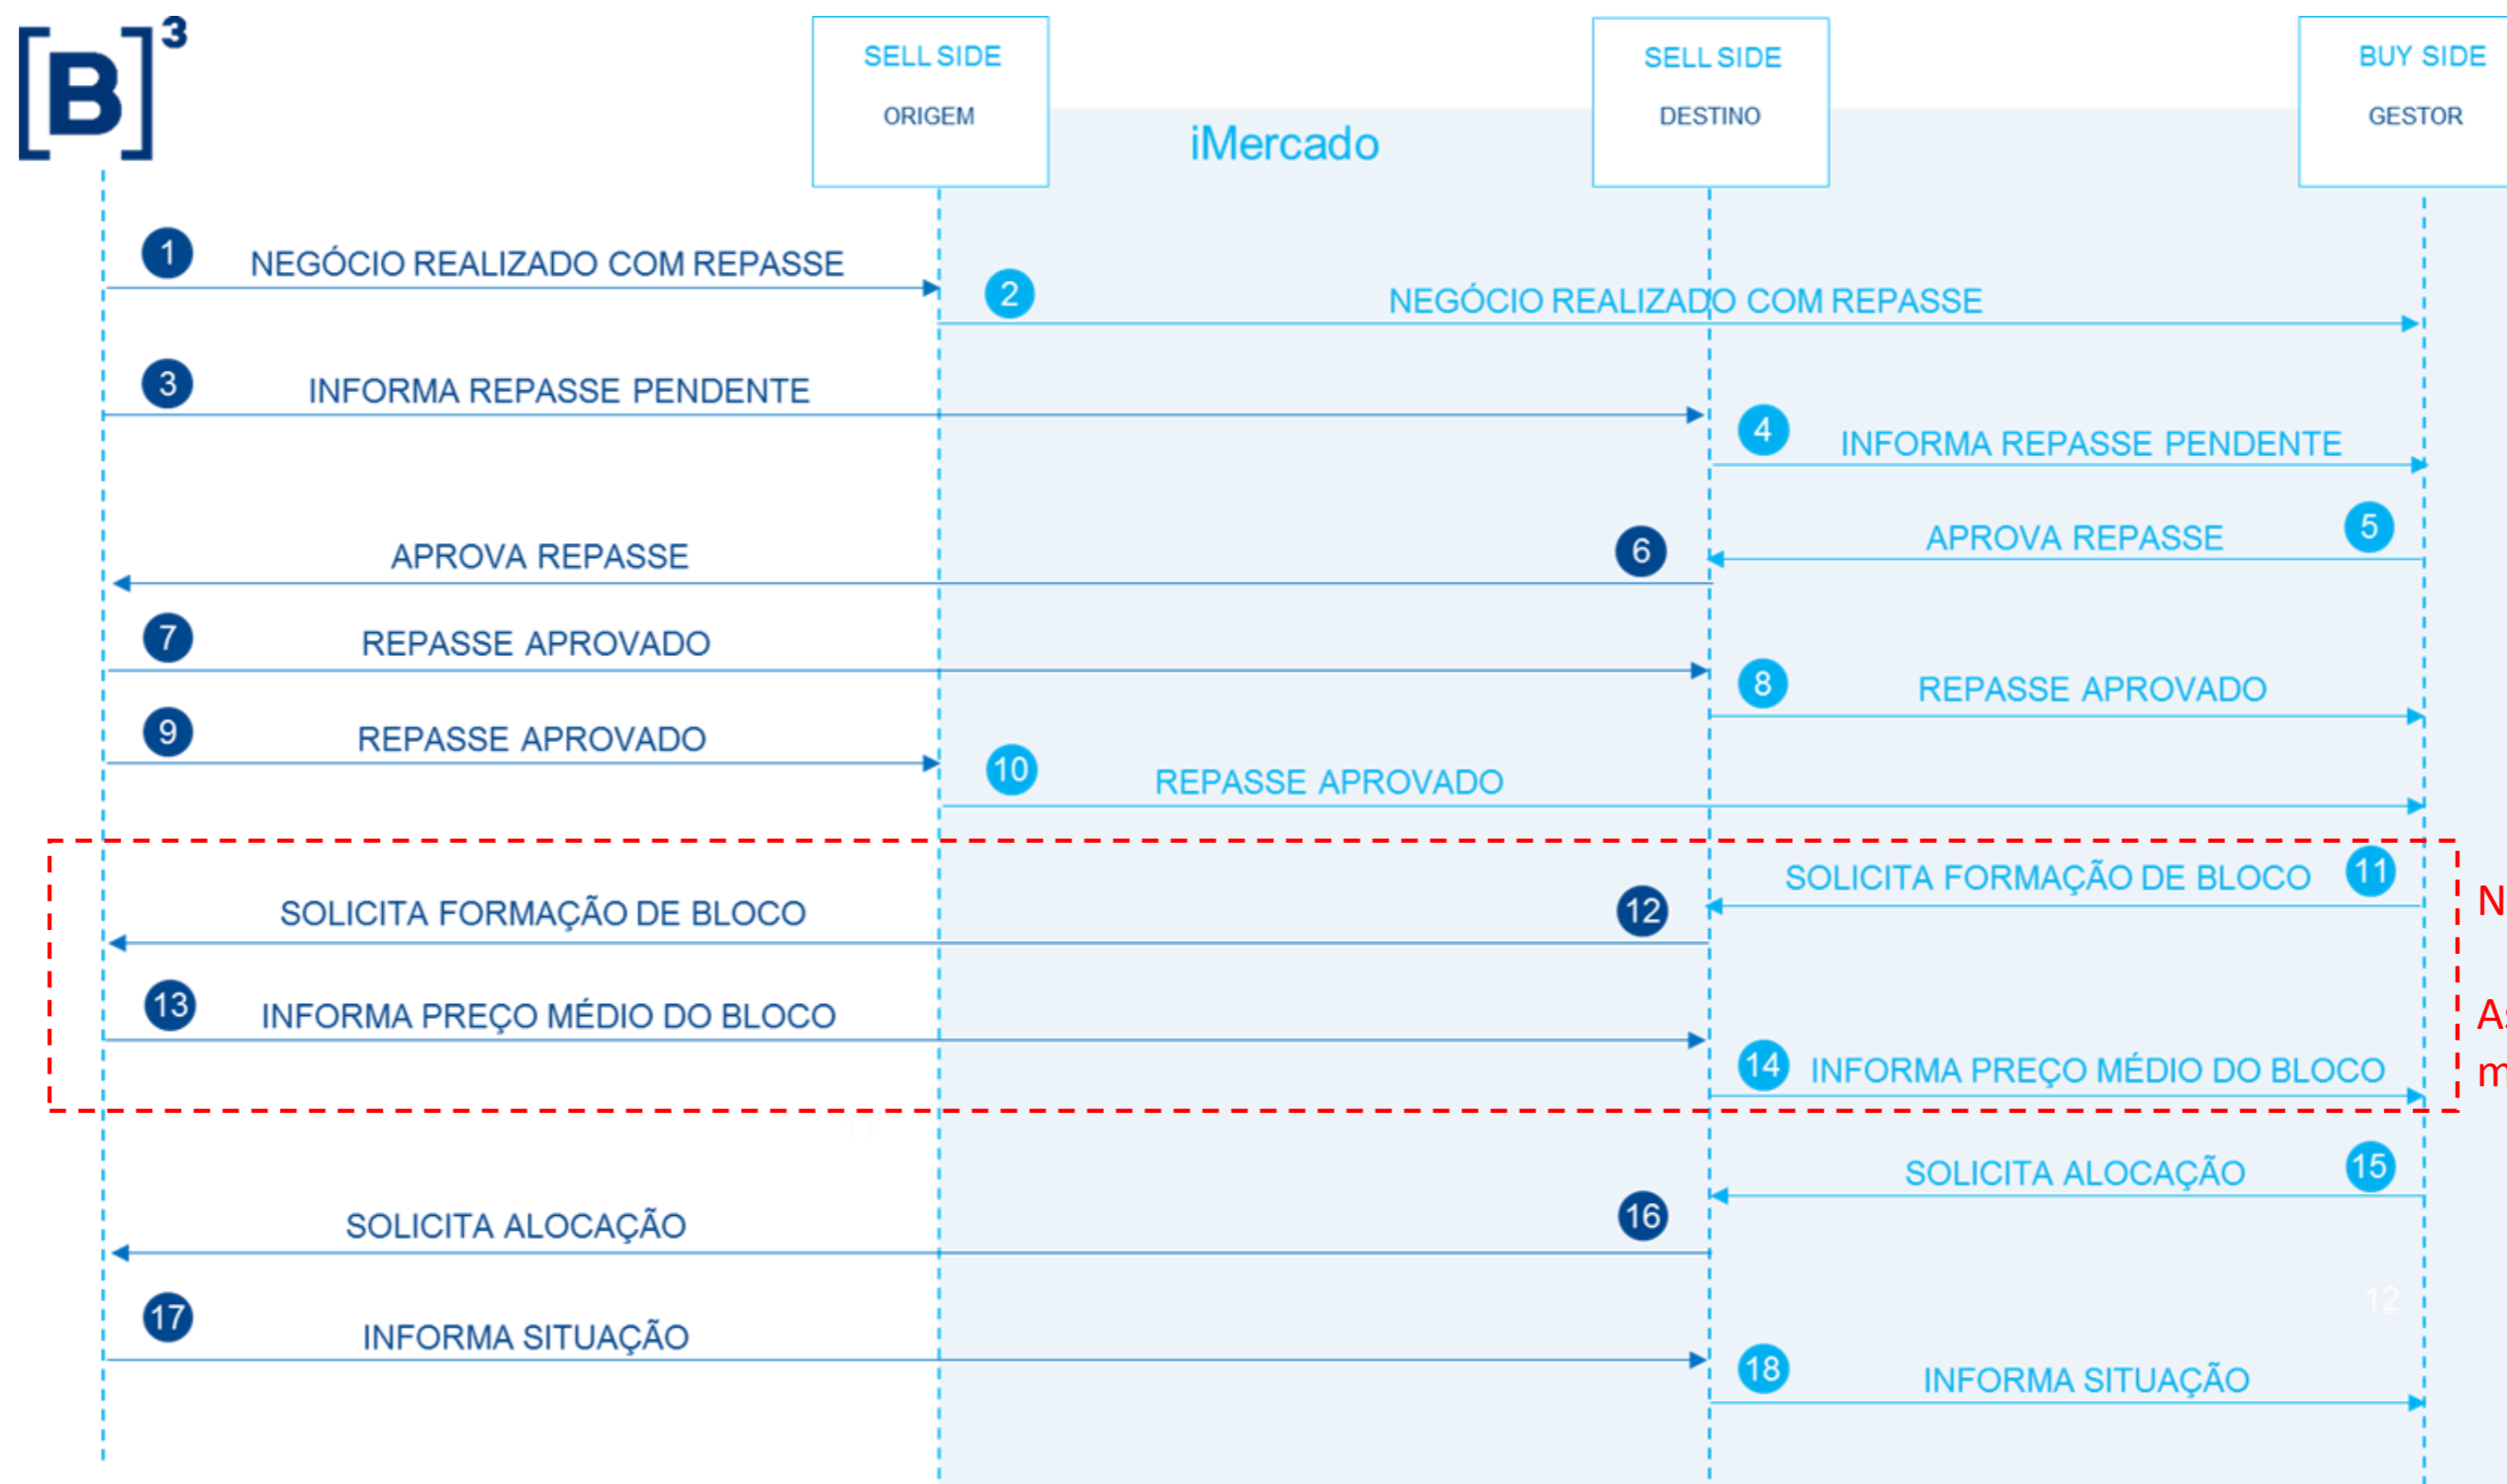 [B]³
SELL SIDE
ORIGEM
SELL SIDE
DESTINO
BUY SIDE
GESTOR
iMercado
1 NEGÓCIO REALIZADO COM REPASSE
2 NEGÓCIO REALIZADO COM REPASSE
3 INFORMA REPASSE PENDENTE
4 INFORMA REPASSE PENDENTE
APROVA REPASSE 5
APROVA REPASSE 6
7 REPASSE APROVADO
8 REPASSE APROVADO
9 REPASSE APROVADO
10 REPASSE APROVADO
SOLICITA FORMAÇÃO DE BLOCO 11
SOLICITA FORMAÇÃO DE BLOCO 12
13 INFORMA PREÇO MÉDIO DO BLOCO
14 INFORMA PREÇO MÉDIO DO BLOCO
SOLICITA ALOCAÇÃO 15
SOLICITA ALOCAÇÃO 16
12
17 INFORMA SITUAÇÃO
18 INFORMA SITUAÇÃO